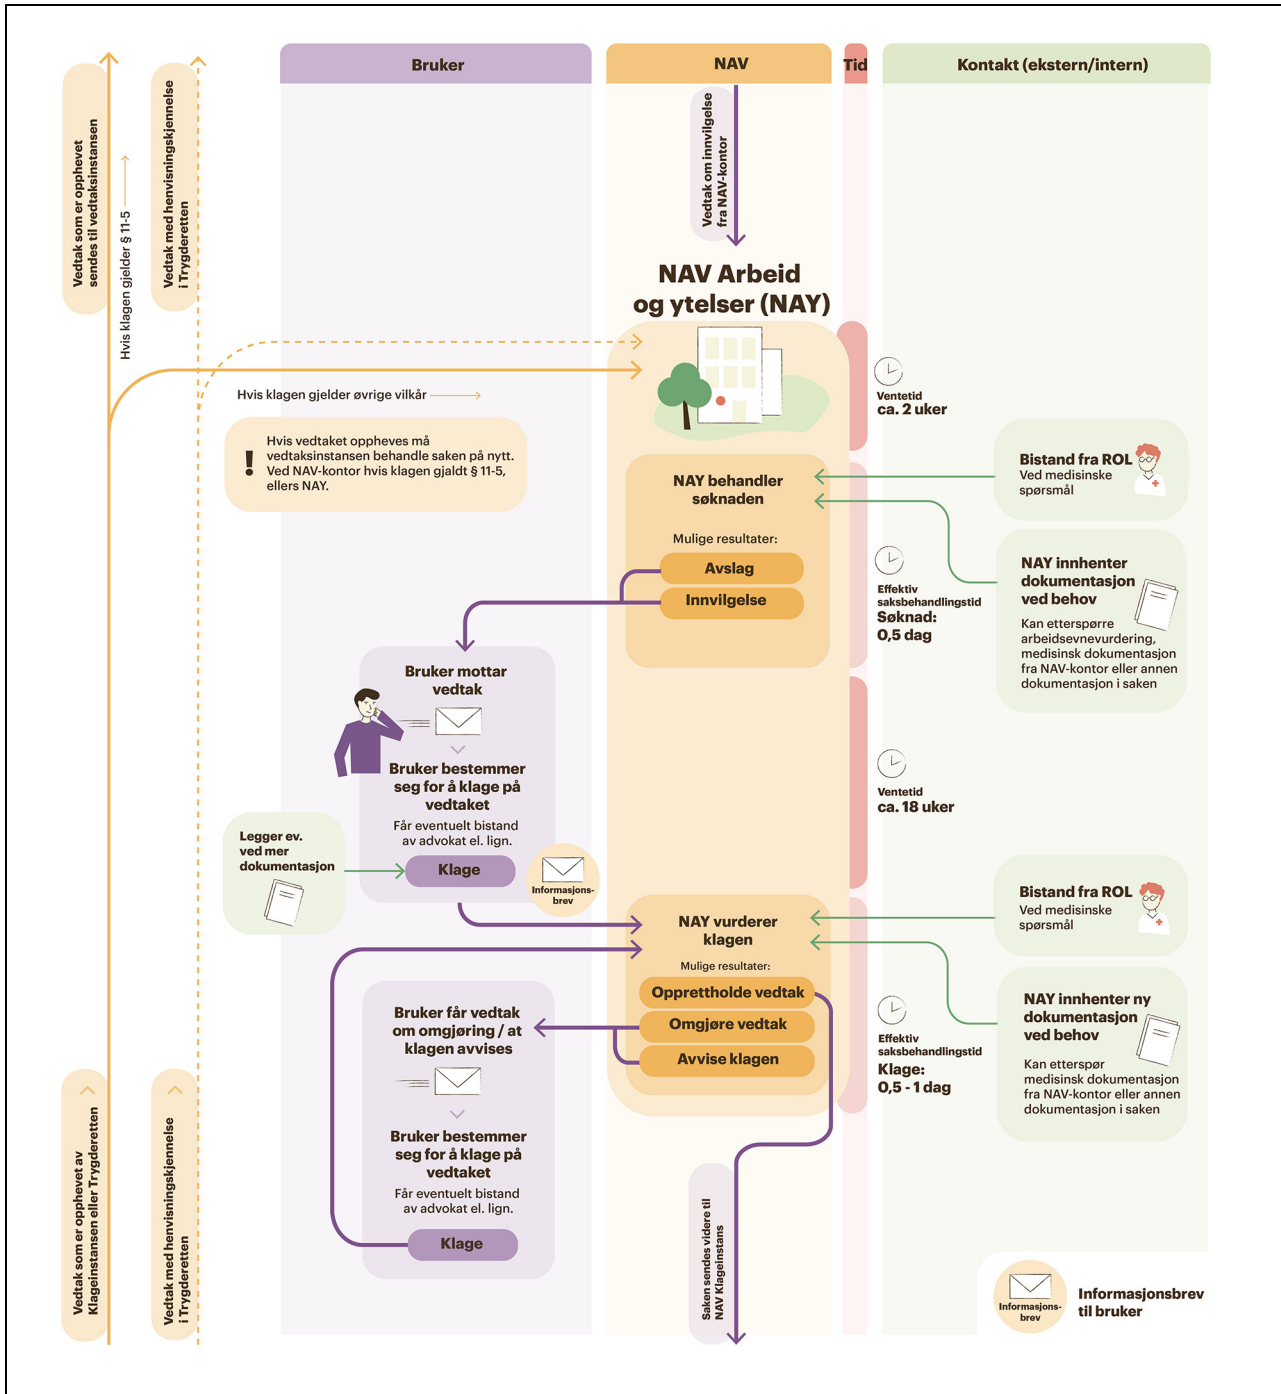 Bruker
NAV
Tid
Kontakt (ekstern/intern)
Vedtak som er opphevet
sendes til vedtaksinstansen
Hvis klagen gjelder § 11-5
Vedtak med henvisningskjennelse
i Trygderetten
Vedtak om innvilgelse
fra NAV-kontor
NAV Arbeid
og ytelser (NAY)
Hvis klagen gjelder øvrige vilkår
!
Hvis vedtaket oppheves må
vedtaksinstansen behandle saken på nytt.
Ved NAV-kontor hvis klagen gjaldt § 11-5,
ellers NAY.
Ventetid
ca. 2 uker
NAY behandler
søknaden
Mulige resultater:
Avslag
Innvilgelse
Bistand fra ROL
Ved medisinske
spørsmål
Effektiv
saksbehandlingstid
Søknad:
0,5 dag
NAY innhenter
dokumentasjon
ved behov
Kan etterspørre
arbeidsevnevurdering,
medisinsk dokumentasjon
fra NAV-kontor eller annen
dokumentasjon i saken
Bruker mottar
vedtak
Bruker bestemmer
seg for å klage på
vedtaket
Får eventuelt bistand
av advokat el. lign.
Klage
Legger ev.
ved mer
dokumentasjon
Informasjons-
brev
Ventetid
ca. 18 uker
NAY vurderer
klagen
Mulige resultater:
Opprettholde vedtak
Omgjøre vedtak
Avvise klagen
Bistand fra ROL
Ved medisinske
spørsmål
Effektiv
saksbehandlingstid
Klage:
0,5 - 1 dag
NAY innhenter ny
dokumentasjon
ved behov
Kan etterspør
medisinsk dokumentasjon
fra NAV-kontor eller annen
dokumentasjon i saken
Bruker får vedtak
om omgjøring / at
klagen avvises
Bruker bestemmer
seg for å klage på
vedtaket
Får eventuelt bistand
av advokat el. lign.
Klage
Vedtak som er opphevet av
Klageinstansen eller Trygderetten
Vedtak med henvisningskjennelse
i Trygderetten
Saken sendes videre til
NAV Klageinstans
Informasjons-
brev
Informasjonsbrev
til bruker